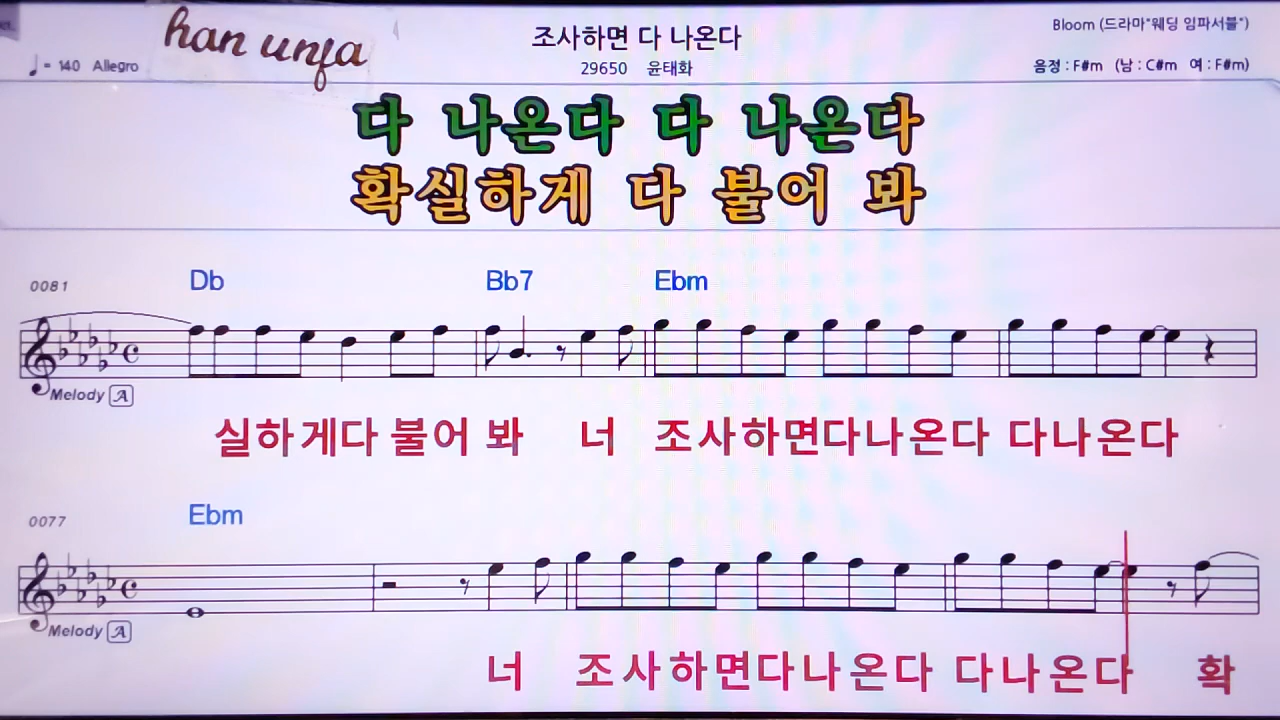 han unfa
조사하면 다 나온다
Bloom (드라마"웨딩 임파서블")
♩= 140 Allegro
29650 윤태화
음정 : F#m (남 : C#m 여 : F#m)
다 나온다 다 나온다
확실하게 다 불어 봐
0081 Db Bb7 Ebm
Melody A
실하게다 불어 봐 너 조사하면다나온다 다나온다
0077 Ebm
Melody A
너 조사하면다나온다 다나온다 확